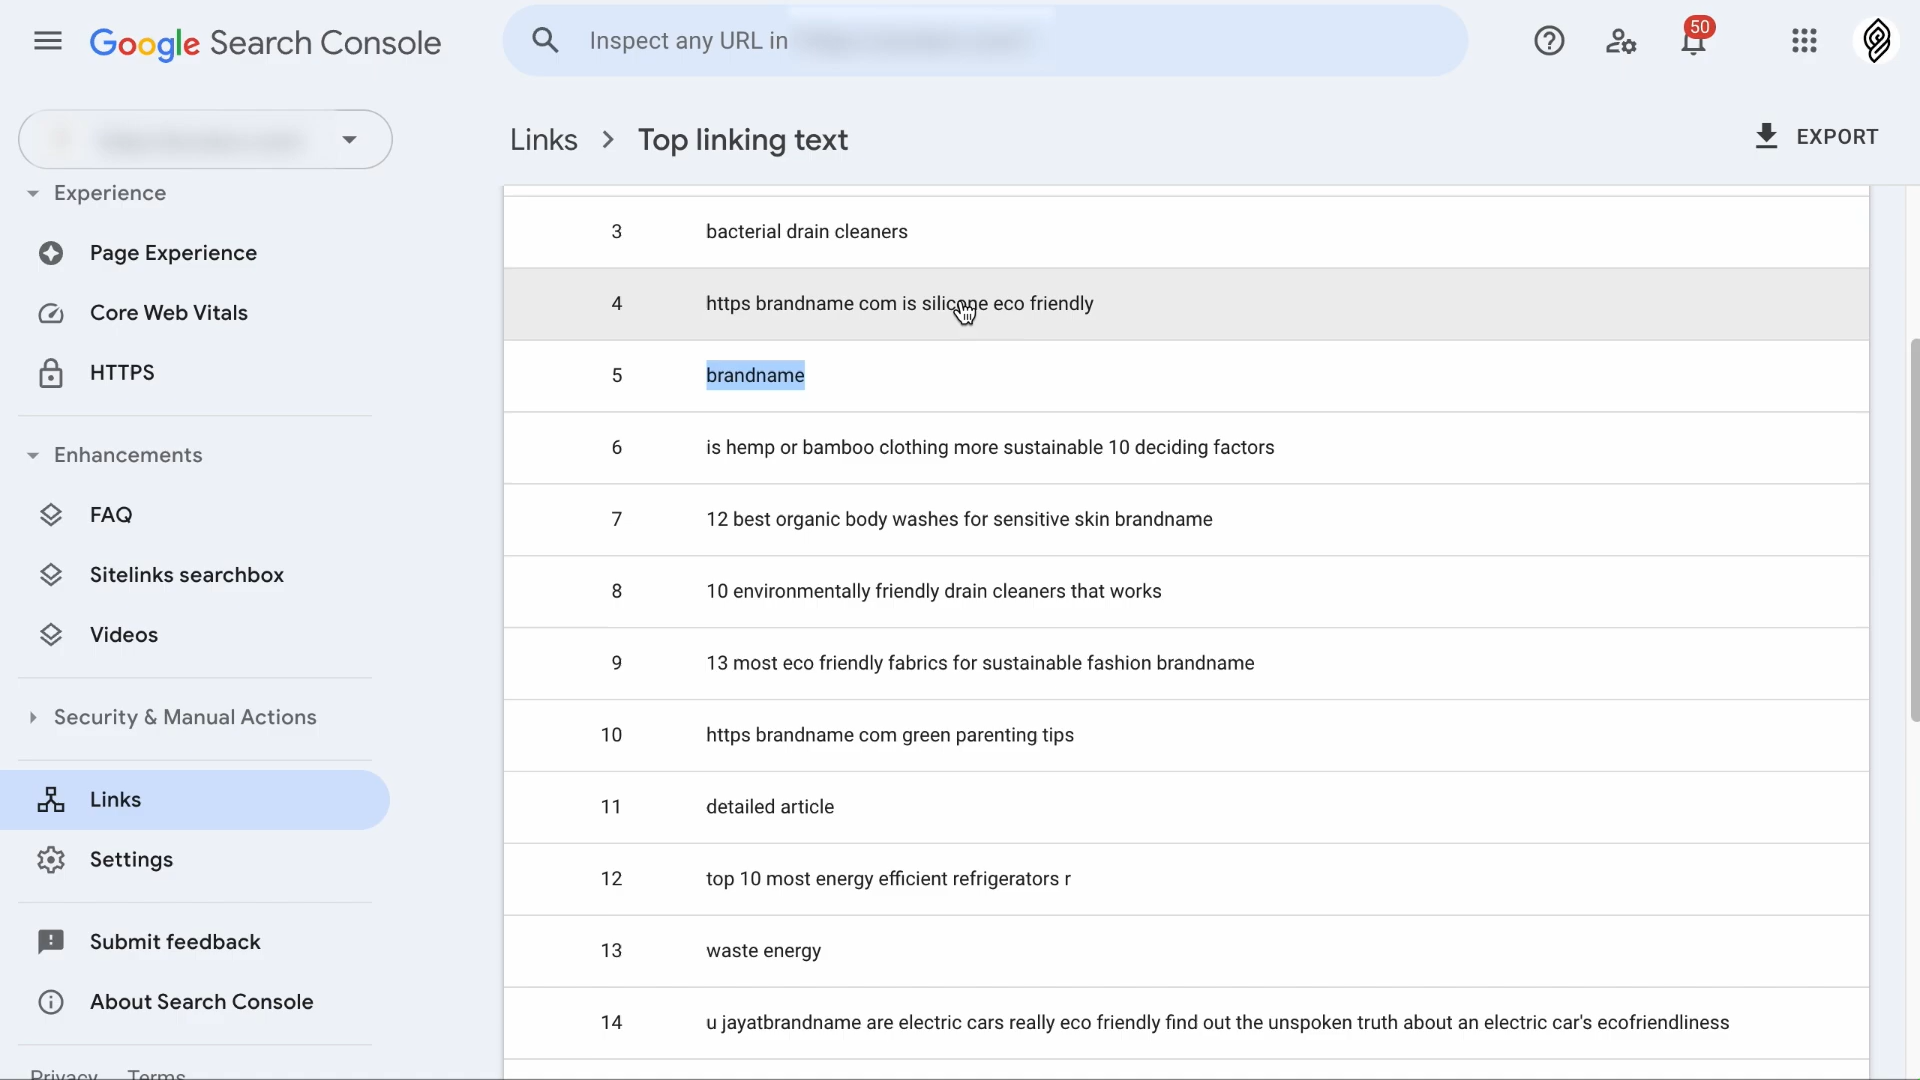 Google Search Console
Inspect any URL in
50
Links > Top linking text
EXPORT
Experience
Page Experience
Core Web Vitals
HTTPS
Enhancements
FAQ
Sitelinks searchbox
Videos
Security & Manual Actions
Links
Settings
Submit feedback
About Search Console
Privacy Terms
3 bacterial drain cleaners
4 https brandname com is silicone eco friendly
5 brandname
6 is hemp or bamboo clothing more sustainable 10 deciding factors
7 12 best organic body washes for sensitive skin brandname
8 10 environmentally friendly drain cleaners that works
9 13 most eco friendly fabrics for sustainable fashion brandname
10 https brandname com green parenting tips
11 detailed article
12 top 10 most energy efficient refrigerators r
13 waste energy
14 u jayatbrandname are electric cars really eco friendly find out the unspoken truth about an electric car's ecofriendliness